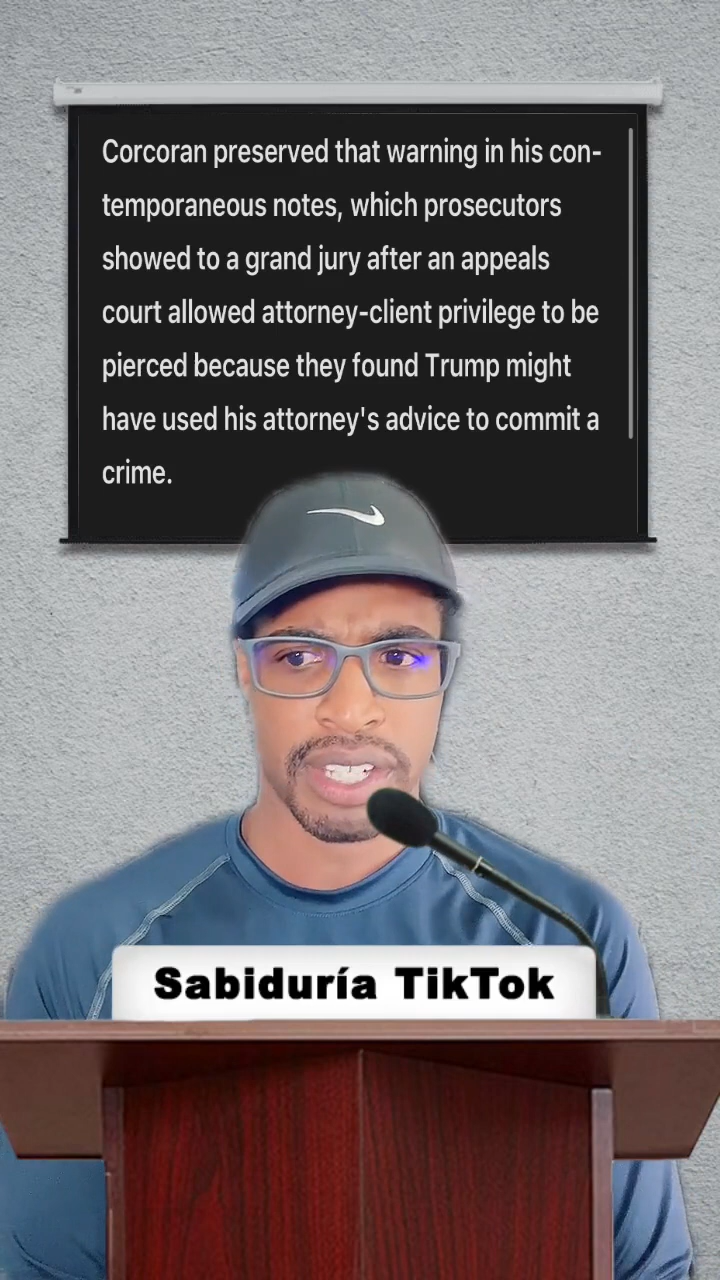 Corcoran preserved that warning in his con-
temporaneous notes, which prosecutors
showed to a grand jury after an appeals
court allowed attorney-client privilege to be
pierced because they found Trump might
have used his attorney's advice to commit a
crime.
Sabiduría TikTok